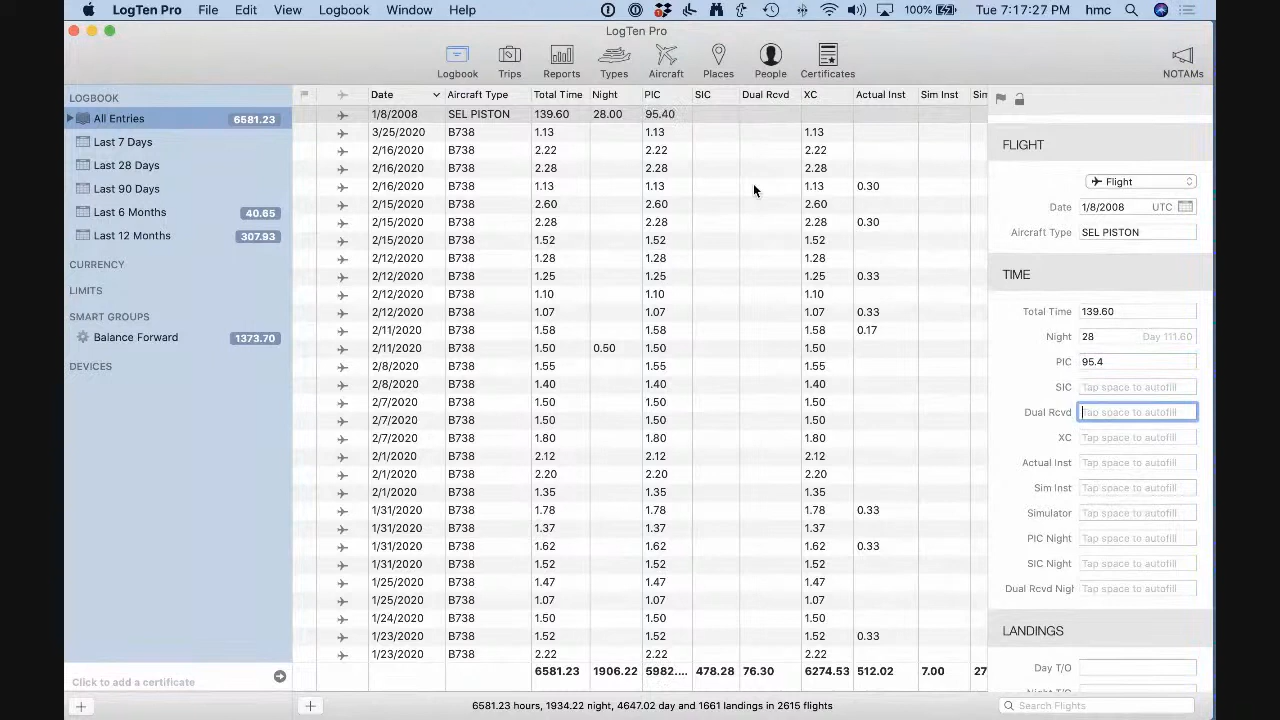 LogTen Pro File Edit View Logbook Window Help 100% Tue 7:17:27 PM hmc
LogTen Pro
Logbook Trips Reports Types Aircraft Places People Certificates NOTAMs
LOGBOOK
All Entries 6581.23
Last 7 Days
Last 28 Days
Last 90 Days
Last 6 Months 40.65
Last 12 Months 307.93
CURRENCY
LIMITS
SMART GROUPS
Balance Forward 1373.70
DEVICES
Click to add a certificate
Date Aircraft Type Total Time Night PIC SIC Dual Rcvd XC Actual Inst Sim Inst Sim
1/8/2008 SEL PISTON 139.60 28.00 95.40
3/25/2020 B738 1.13 1.13 1.13
2/16/2020 B738 2.22 2.22 2.22
2/16/2020 B738 2.28 2.28 2.28
2/16/2020 B738 1.13 1.13 1.13 0.30
2/15/2020 B738 2.60 2.60 2.60
2/15/2020 B738 2.28 2.28 2.28 0.30
2/15/2020 B738 1.52 1.52 1.52
2/12/2020 B738 1.28 1.28 1.28
2/12/2020 B738 1.25 1.25 1.25 0.33
2/12/2020 B738 1.10 1.10 1.10
2/12/2020 B738 1.07 1.07 1.07 0.33
2/11/2020 B738 1.58 1.58 1.58 0.17
2/11/2020 B738 1.50 0.50 1.50 1.50
2/8/2020 B738 1.55 1.55 1.55
2/8/2020 B738 1.40 1.40 1.40
2/7/2020 B738 1.50 1.50 1.50
2/7/2020 B738 1.50 1.50 1.50
2/7/2020 B738 1.80 1.80 1.80
2/1/2020 B738 2.12 2.12 2.12
2/1/2020 B738 2.20 2.20 2.20
2/1/2020 B738 1.35 1.35 1.35
1/31/2020 B738 1.78 1.78 1.78 0.33
1/31/2020 B738 1.37 1.37 1.37
1/31/2020 B738 1.62 1.62 1.62 0.33
1/31/2020 B738 1.52 1.52 1.52
1/25/2020 B738 1.47 1.47 1.47
1/25/2020 B738 1.07 1.07 1.07
1/24/2020 B738 1.50 1.50 1.50
1/23/2020 B738 1.52 1.52 1.52 0.33
1/23/2020 B738 2.22 2.22 2.22
6581.23 1906.22 5982.... 478.28 76.30 6274.53 512.02 7.00 27
6581.23 hours, 1934.22 night, 4647.02 day and 1661 landings in 2615 flights
FLIGHT
Flight
Date 1/8/2008 UTC
Aircraft Type SEL PISTON
TIME
Total Time 139.60
Night 28 Day 111.60
PIC 95.4
SIC Tap space to autofill
Dual Rcvd Tap space to autofill
XC Tap space to autofill
Actual Inst Tap space to autofill
Sim Inst Tap space to autofill
Simulator Tap space to autofill
PIC Night Tap space to autofill
SIC Night Tap space to autofill
Dual Rcvd Nigh Tap space to autofill
LANDINGS
Day T/O
Search Flights